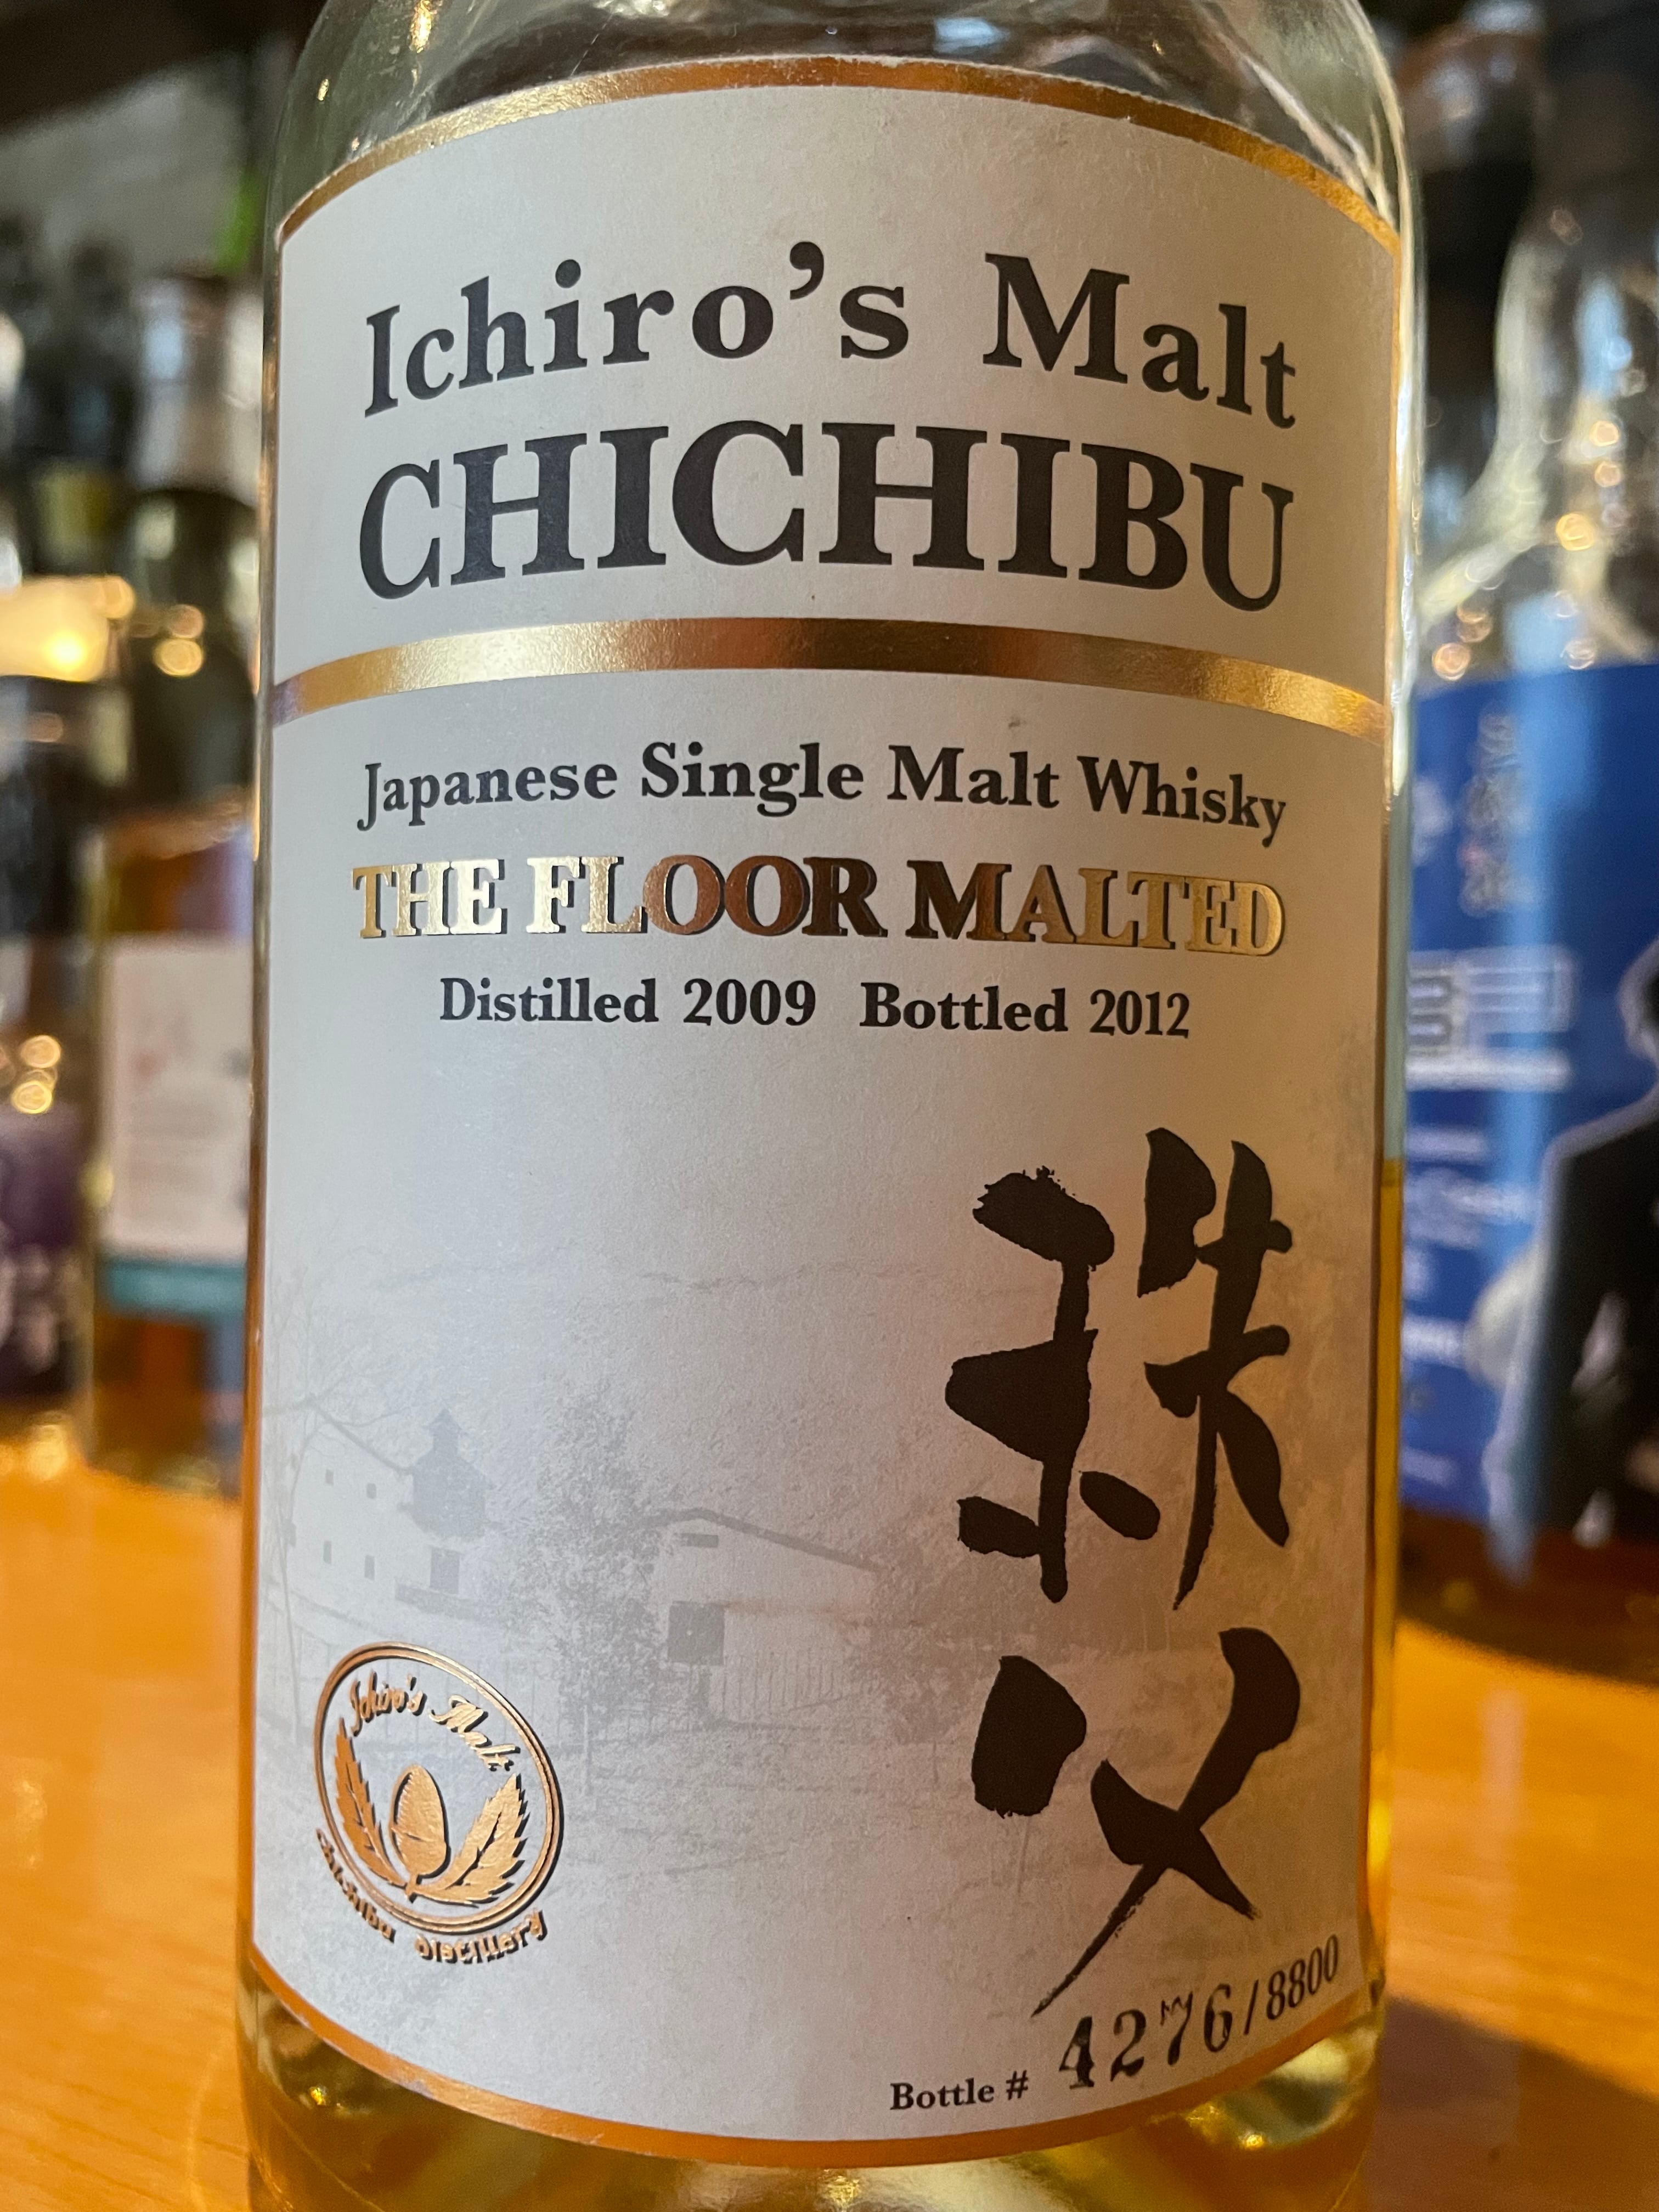 Ichiro's Malt
CHICHIBU
Japanese Single Malt Whisky
THE FLOOR MALTED
Distilled 2009 Bottled 2012
秩父
Ichiro's Malt
Chichibu Distillery
Bottle # 4276/8800